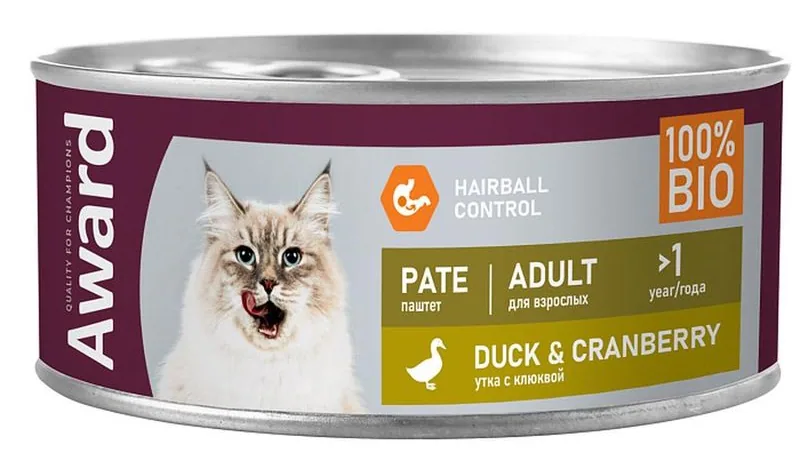 Award
QUALITY FOR CHAMPIONS
HAIRBALL
CONTROL
100%
BIO
PATE
паштет
ADULT
для взрослых
>1
year/года
DUCK & CRANBERRY
утка с клюквой